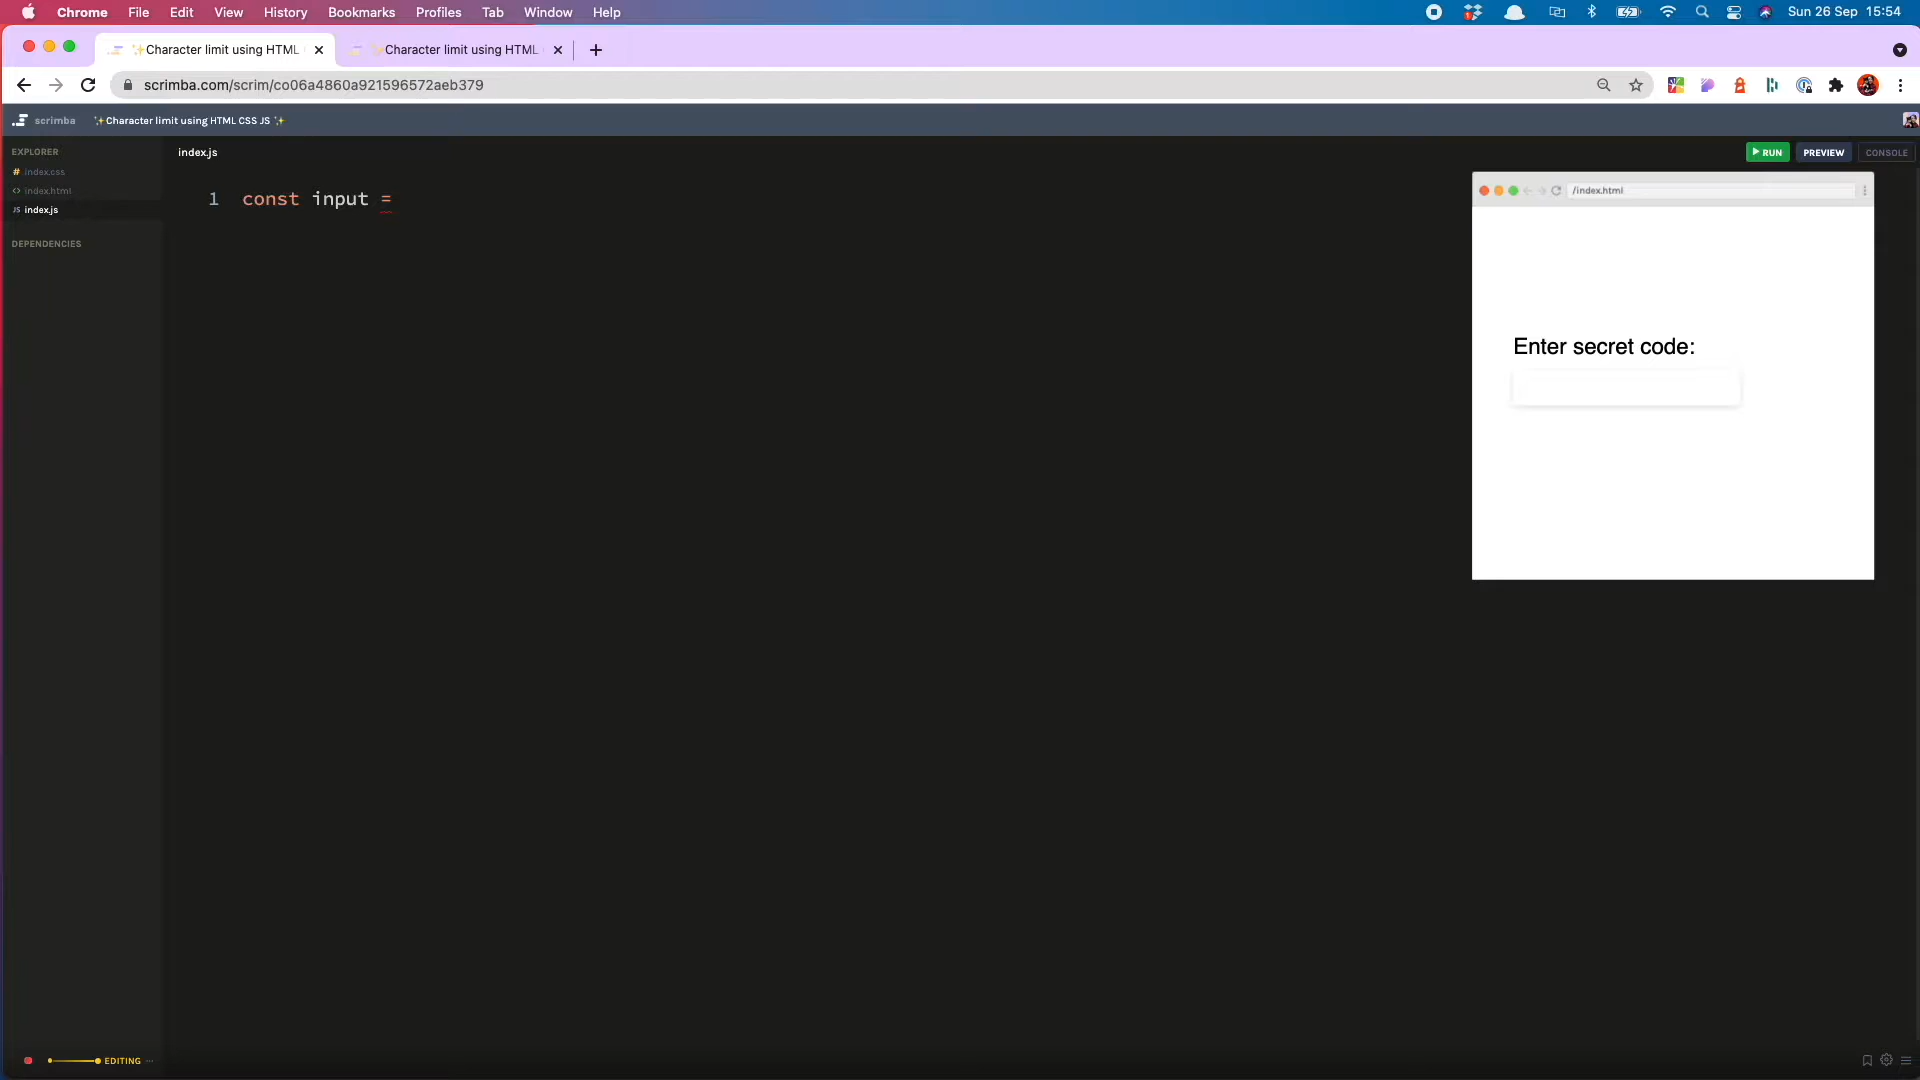 Chrome File Edit View History Bookmarks Profiles Tab Window Help Sun 26 Sep 15:54
✨Character limit using HTML ✨Character limit using HTML
scrimba.com/scrim/co06a4860a921596572aeb379
scrimba ✨Character limit using HTML CSS JS ✨
EXPLORER index.js RUN PREVIEW CONSOLE
# index.css
<> index.html /index.html
JS index.js
1 const input =
DEPENDENCIES
Enter secret code:
EDITING ...